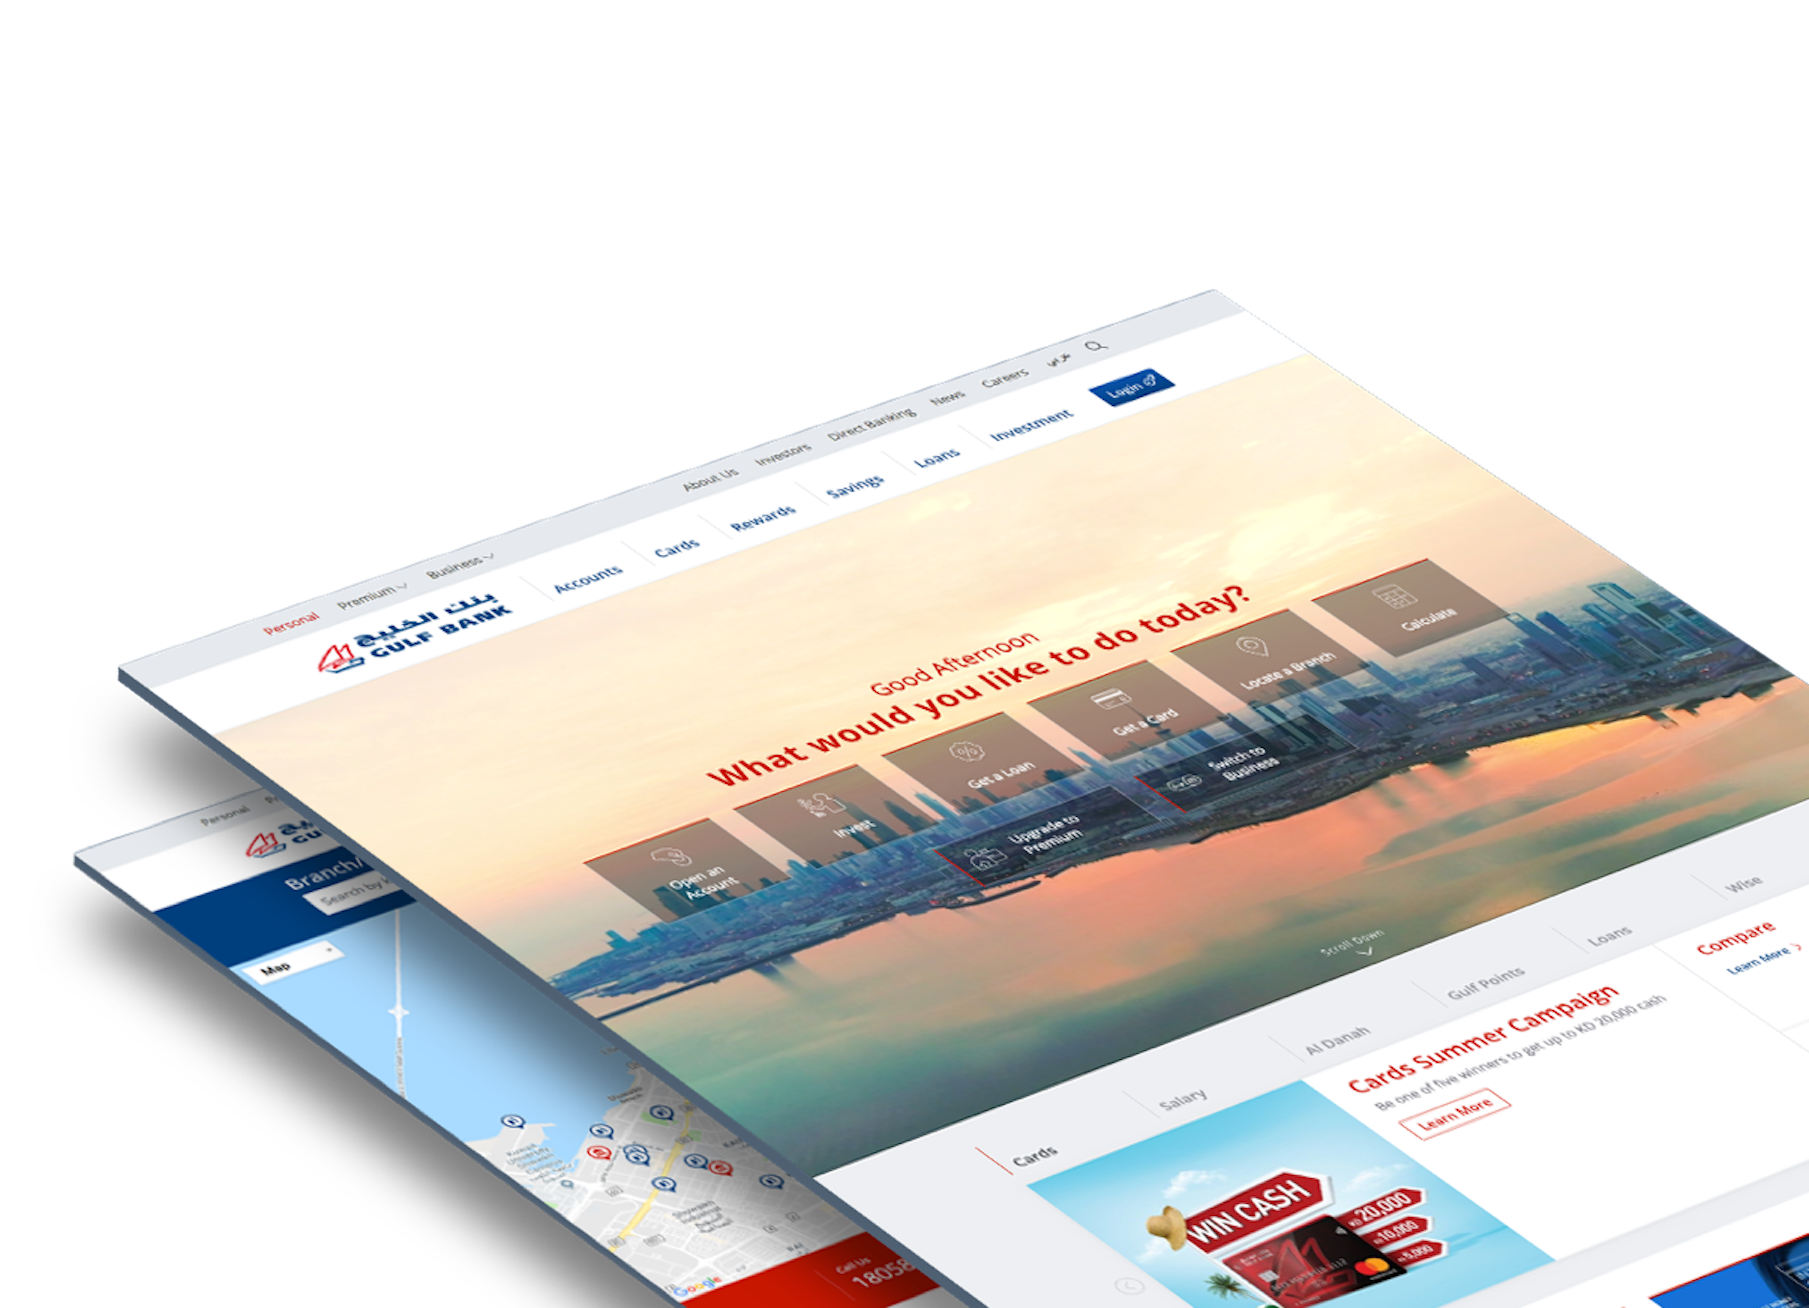 Personal
Premium
Business
About Us
Investors
Direct Banking
News
Careers
عربي
بنك الخليج
GULF BANK
Accounts
Cards
Rewards
Savings
Loans
Investment
Login
Good Afternoon
What would you like to do today?
Open an
Account
Invest
Get a Loan
Get a Card
Locate a Branch
Calculate
Upgrade to
Premium
Switch to
Business
Scroll Down
Cards
Salary
Al Danah
Gulf Points
Loans
Wise
WIN CASH
KD 20,000
KD 10,000
KD 5,000
Cards Summer Campaign
Be one of five winners to get up to KD 20,000 cash
Learn More
Compare
Learn More
Personal
GU
Branch/
Search by
Map
Kuwait
University
Shuwaikh
Google
Call Us
18058